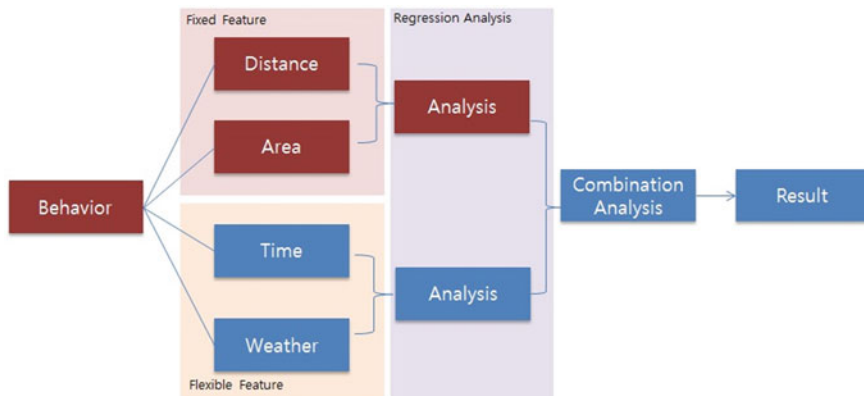 Fixed Feature
Regression Analysis
Distance
Analysis
Area
Behavior
Combination
Analysis
Result
Time
Analysis
Weather
Flexible Feature